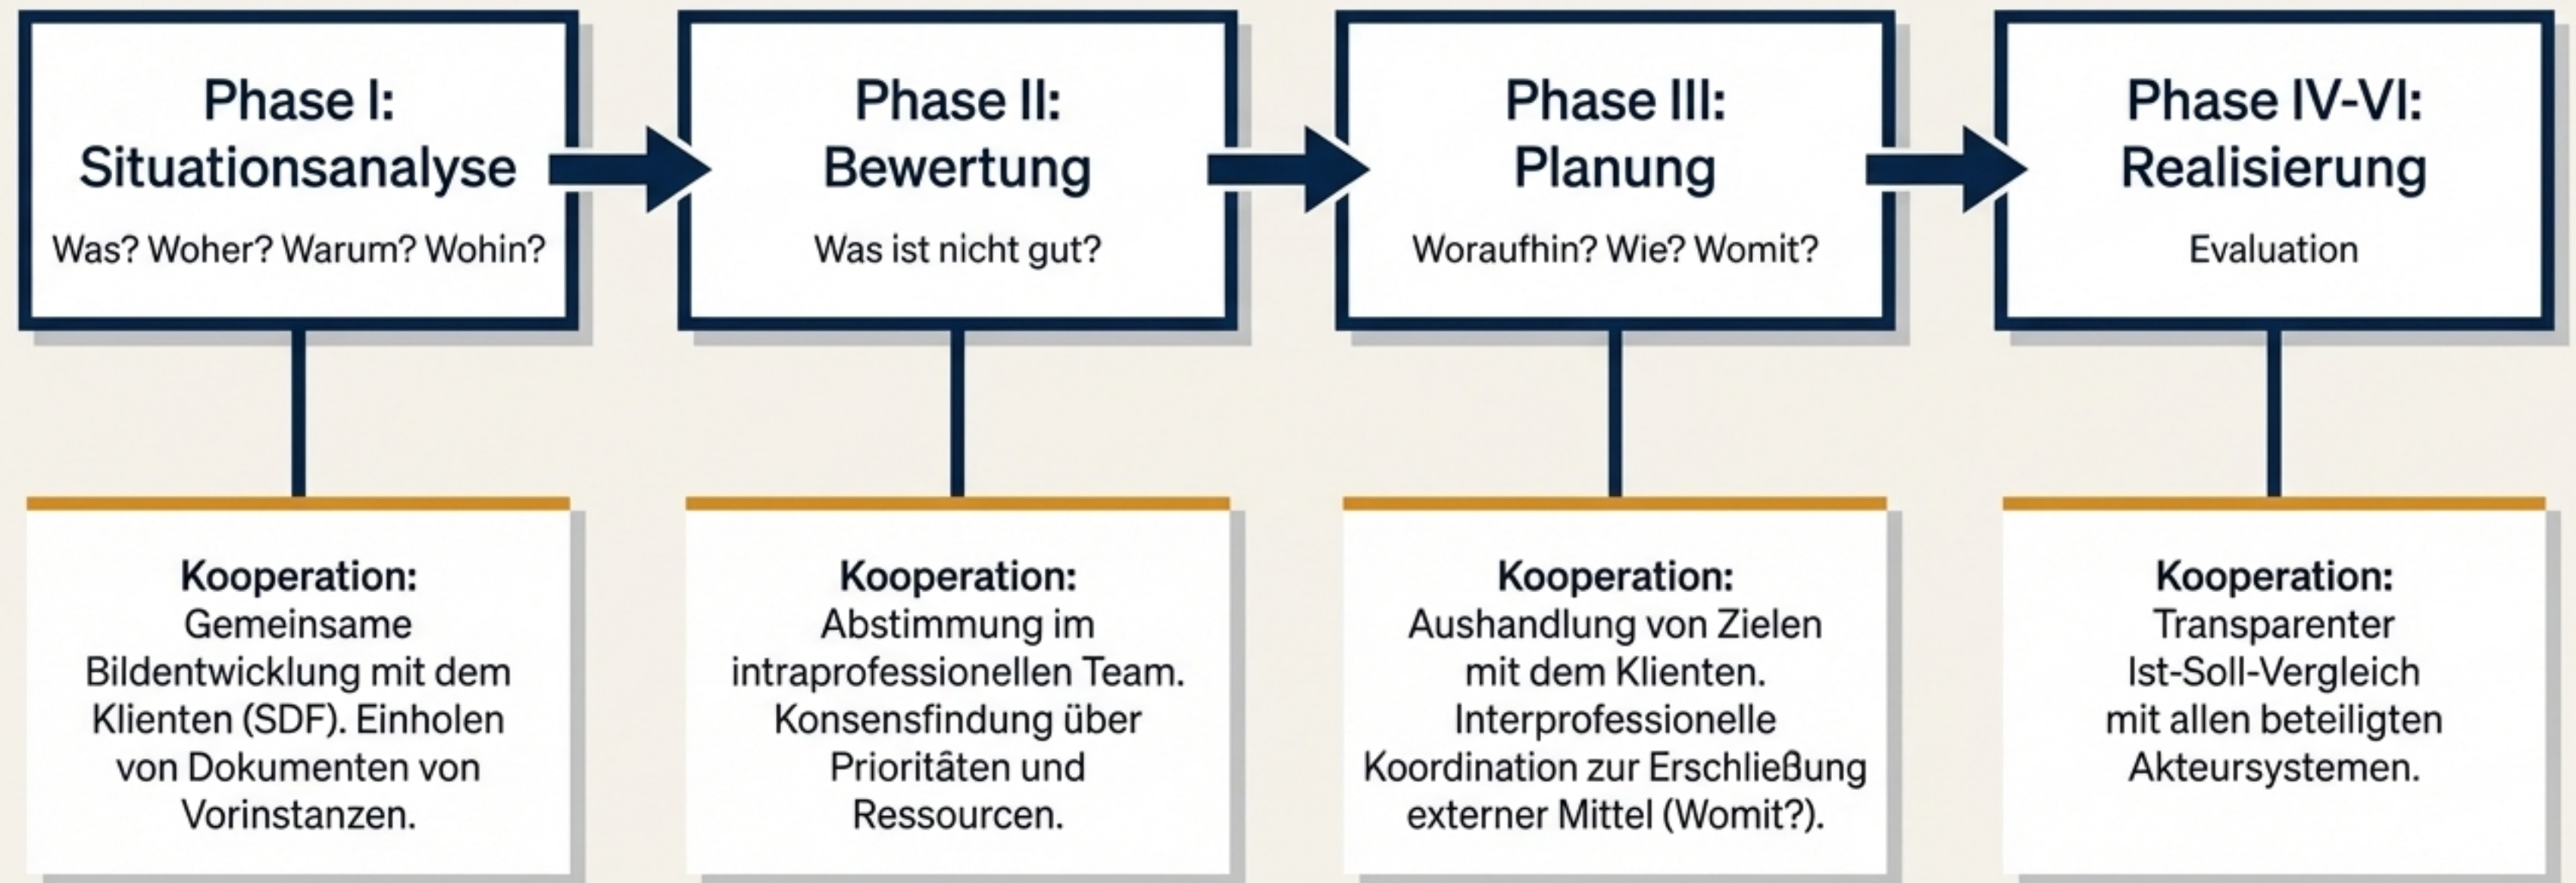 Phase I:
Situationsanalyse
Was? Woher? Warum? Wohin?
Phase II:
Bewertung
Was ist nicht gut?
Phase III:
Planung
Woraufhin? Wie? Womit?
Phase IV-VI:
Realisierung
Evaluation
Kooperation:
Gemeinsame
Bildentwicklung mit dem
Klienten (SDF). Einholen
von Dokumenten von
Vorinstanzen.
Kooperation:
Abstimmung im
intraprofessionellen Team.
Konsensfindung über
Prioritäten und
Ressourcen.
Kooperation:
Aushandlung von Zielen
mit dem Klienten.
Interprofessionelle
Koordination zur Erschließung
externer Mittel (Womit?).
Kooperation:
Transparenter
Ist-Soll-Vergleich
mit allen beteiligten
Akteursystemen.